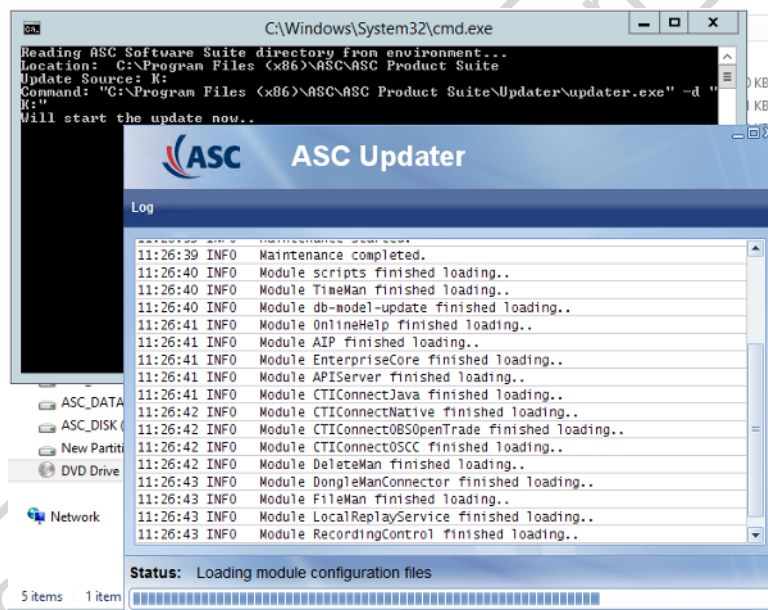 C:\Windows\System32\cmd.exe
Reading ASC Software Suite directory from environment...
Location:  C:\Program Files (x86)\ASC\ASC Product Suite
Update Source: K:
Command: "C:\Program Files (x86)\ASC\ASC Product Suite\Updater\updater.exe" -d "
K:"
Will start the update now..
KB
KB
ASC ASC Updater
Log
11:26:39 INFO Maintenance started.
11:26:39 INFO Maintenance completed.
11:26:40 INFO Module scripts finished loading..
11:26:40 INFO Module TimeMan finished loading..
11:26:40 INFO Module db-model-update finished loading..
11:26:41 INFO Module OnlineHelp finished loading..
11:26:41 INFO Module AIP finished loading..
11:26:41 INFO Module EnterpriseCore finished loading..
11:26:41 INFO Module APIServer finished loading..
11:26:41 INFO Module CTIConnectJava finished loading..
11:26:42 INFO Module CTIConnectNative finished loading..
11:26:42 INFO Module CTIConnectOBSOpenTrade finished loading..
11:26:42 INFO Module CTIConnectOSCC finished loading..
11:26:42 INFO Module DeleteMan finished loading..
11:26:43 INFO Module DongleManConnector finished loading..
11:26:43 INFO Module FileMan finished loading..
11:26:43 INFO Module LocalReplayService finished loading..
11:26:43 INFO Module RecordingControl finished loading..
ASC_DATA
ASC_DISK (
New Partiti
DVD Drive
Network
Status: Loading module configuration files
5 items 1 item